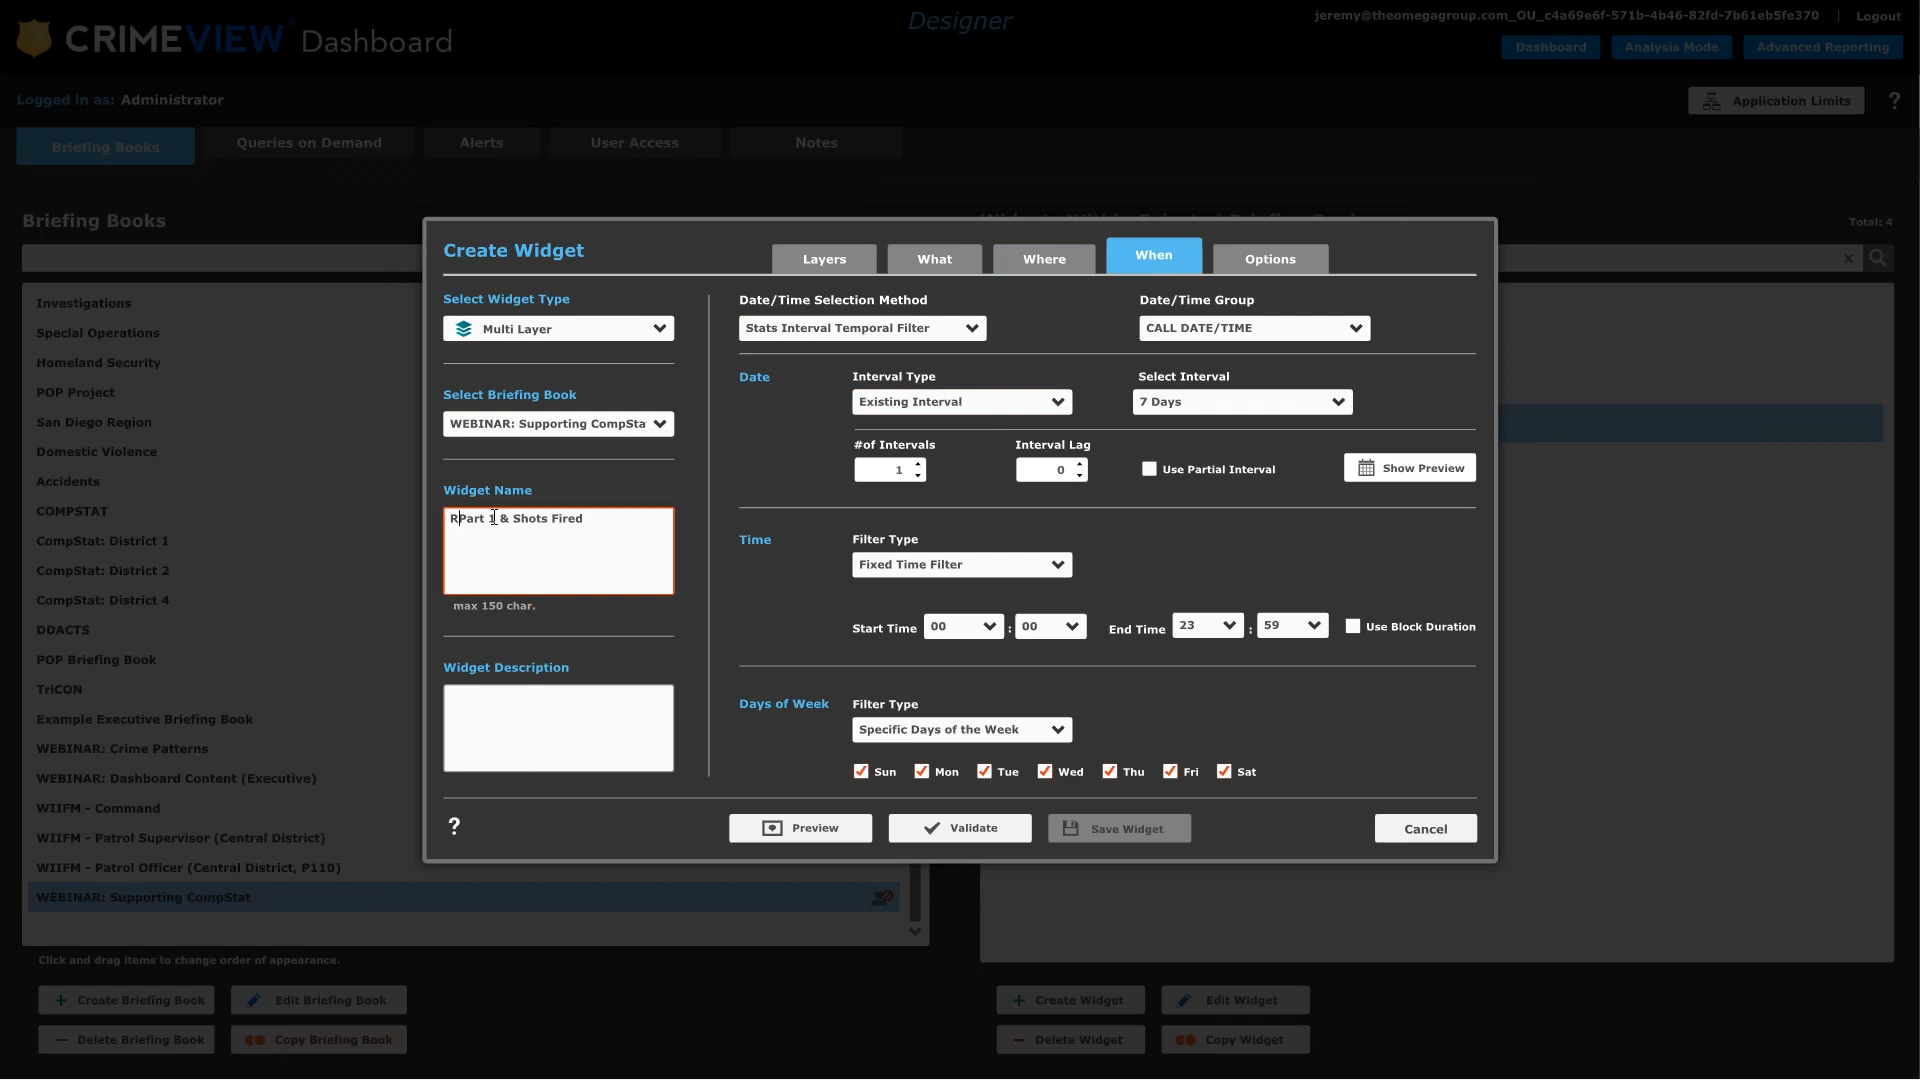 Designer
jeremy@theomegagroup.com_OU_c4a69e6f-571b-4b46-82fd-7b61eb5fe370 | Logout
CRIMEVIEW Dashboard
Dashboard Analysis Mode Advanced Reporting
Logged in as: Administrator
Application Limits ?
Briefing Books Queries on Demand Alerts User Access Notes
Briefing Books
Total: 4
Investigations
Special Operations
Homeland Security
POP Project
San Diego Region
Domestic Violence
Accidents
COMPSTAT
CompStat: District 1
CompStat: District 2
CompStat: District 4
DDACTS
POP Briefing Book
TriCON
Example Executive Briefing Book
WEBINAR: Crime Patterns
WEBINAR: Dashboard Content (Executive)
WIIFM - Command
WIIFM - Patrol Supervisor (Central District)
WIIFM - Patrol Officer (Central District, P110)
WEBINAR: Supporting CompStat
Click and drag items to change order of appearance.
Create Briefing Book Edit Briefing Book
Delete Briefing Book Copy Briefing Book
Create Widget
Layers What Where When Options
Select Widget Type
Multi Layer
Select Briefing Book
WEBINAR: Supporting CompSta
Widget Name
RPart 1 & Shots Fired
max 150 char.
Widget Description
Date/Time Selection Method Date/Time Group
Stats Interval Temporal Filter CALL DATE/TIME
Date Interval Type Select Interval
Existing Interval 7 Days
#of Intervals Interval Lag
1 0 Use Partial Interval Show Preview
Time Filter Type
Fixed Time Filter
Start Time 00 : 00 End Time 23 : 59 Use Block Duration
Days of Week Filter Type
Specific Days of the Week
Sun Mon Tue Wed Thu Fri Sat
? Preview Validate Save Widget Cancel
Create Widget Edit Widget
Delete Widget Copy Widget